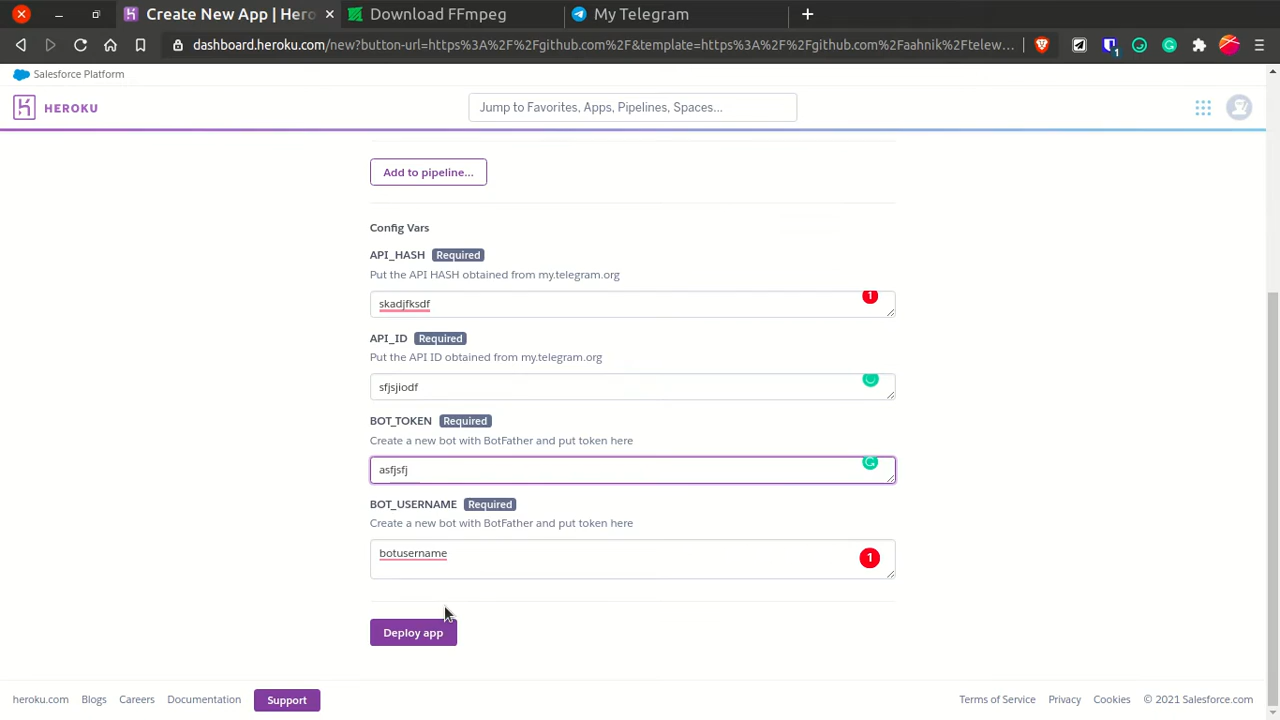 Create New App | Hero
Download FFmpeg
My Telegram
dashboard.heroku.com/new?button-url=https%3A%2F%2Fgithub.com%2F&template=https%3A%2F%2Fgithub.com%2Faahnik%2Ftelew...
1
Salesforce Platform
HEROKU
Jump to Favorites, Apps, Pipelines, Spaces...
Add to pipeline...
Config Vars
API_HASH Required
Put the API HASH obtained from my.telegram.org
skadjfksdf
1
API_ID Required
Put the API ID obtained from my.telegram.org
sfjsjiodf
BOT_TOKEN Required
Create a new bot with BotFather and put token here
asfjsfj
BOT_USERNAME Required
Create a new bot with BotFather and put token here
botusername
1
Deploy app
heroku.com Blogs Careers Documentation Support Terms of Service Privacy Cookies © 2021 Salesforce.com